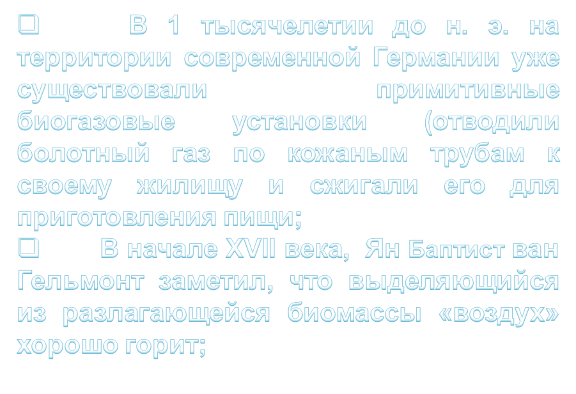 ❑ В 1 тысячелетии до н. э. на
территории современной Германии уже
существовали примитивные
биогазовые установки (отводили
болотный газ по кожаным трубам к
своему жилищу и сжигали его для
приготовления пищи;
❑ В начале XVII века, Ян Баптист ван
Гельмонт заметил, что выделяющийся
из разлагающейся биомассы «воздух»
хорошо горит;